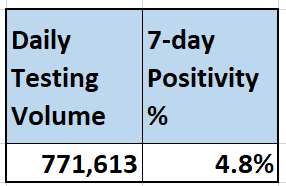 Daily
Testing
Volume
7-day
Positivity
%
771,613
4.8%